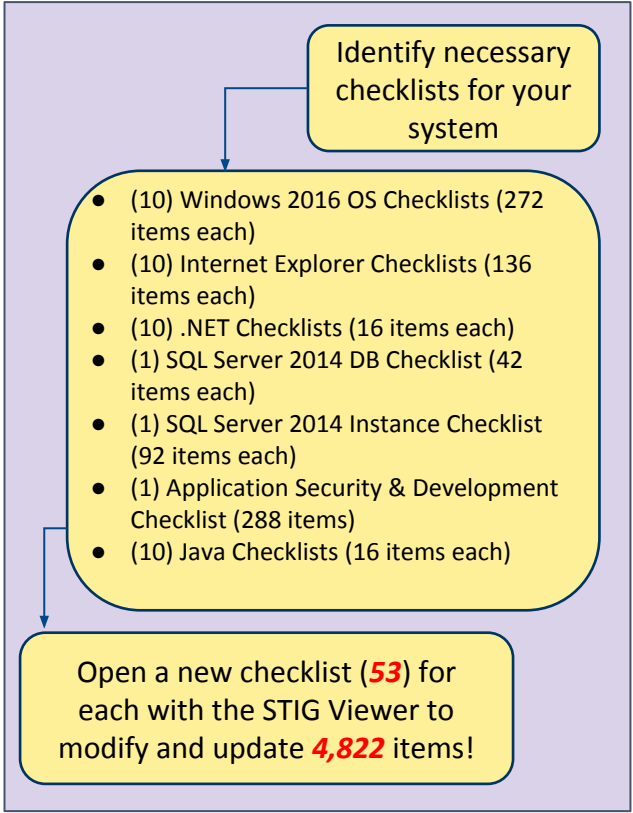 Identify necessary
checklists for your
system
● (10) Windows 2016 OS Checklists (272
items each)
● (10) Internet Explorer Checklists (136
items each)
● (10) .NET Checklists (16 items each)
● (1) SQL Server 2014 DB Checklist (42
items each)
● (1) SQL Server 2014 Instance Checklist
(92 items each)
● (1) Application Security & Development
Checklist (288 items)
● (10) Java Checklists (16 items each)
Open a new checklist (53) for
each with the STIG Viewer to
modify and update 4,822 items!